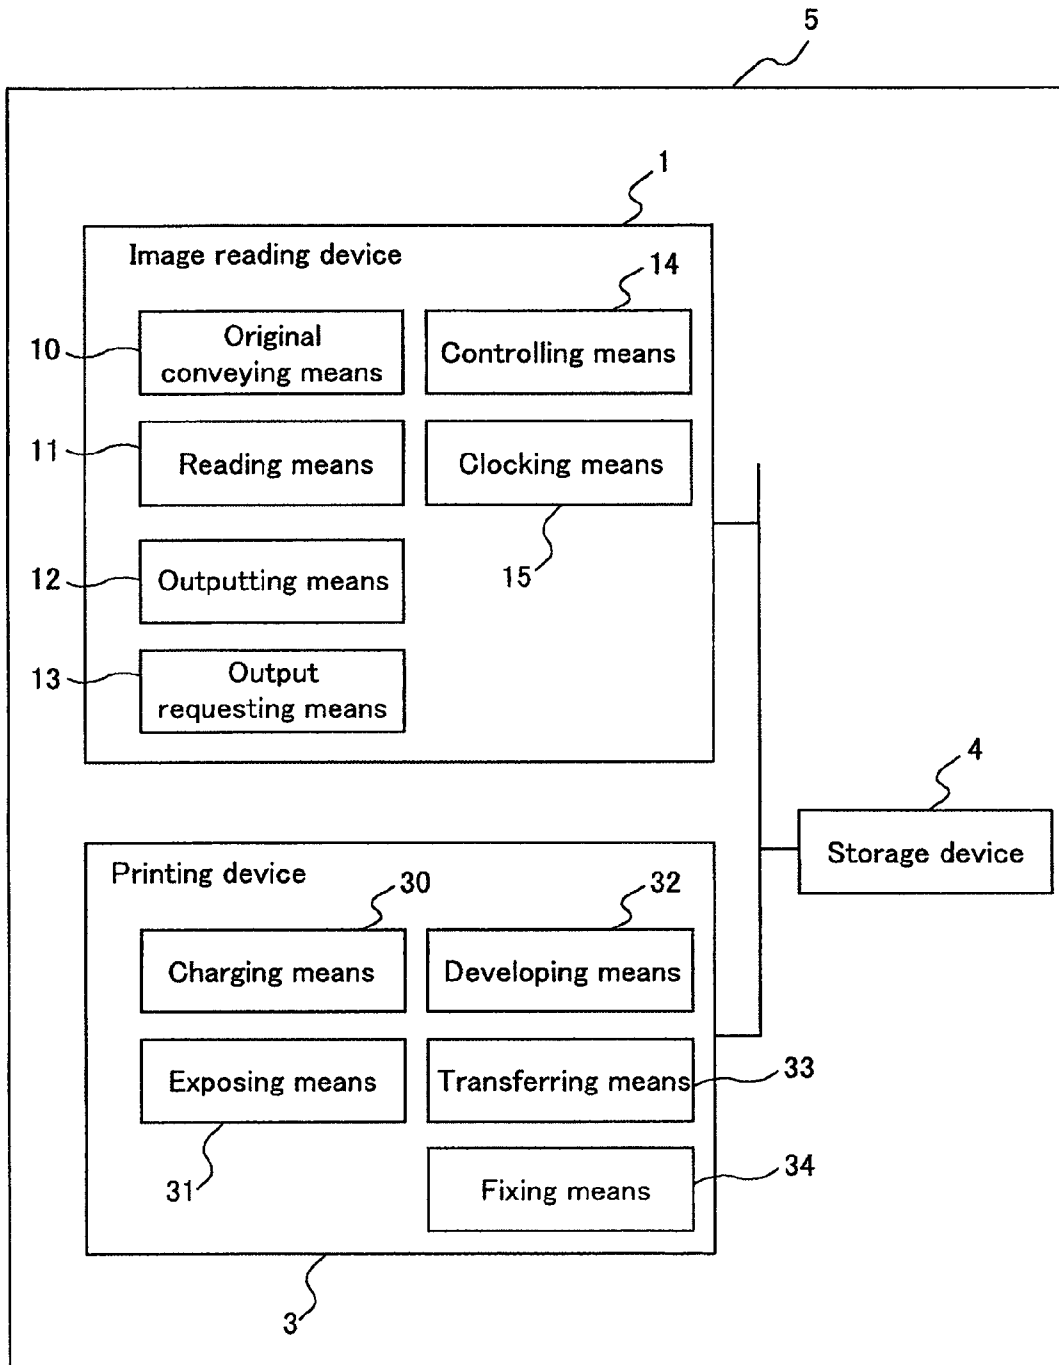 5
1
Image reading device
14
10
Original
conveying means
Controlling means
11
Reading means
Clocking means
12
Outputting means
15
13
Output
requesting means
4
Storage device
Printing device
30
32
Charging means
Developing means
Exposing means
Transferring means
33
31
Fixing means
34
3